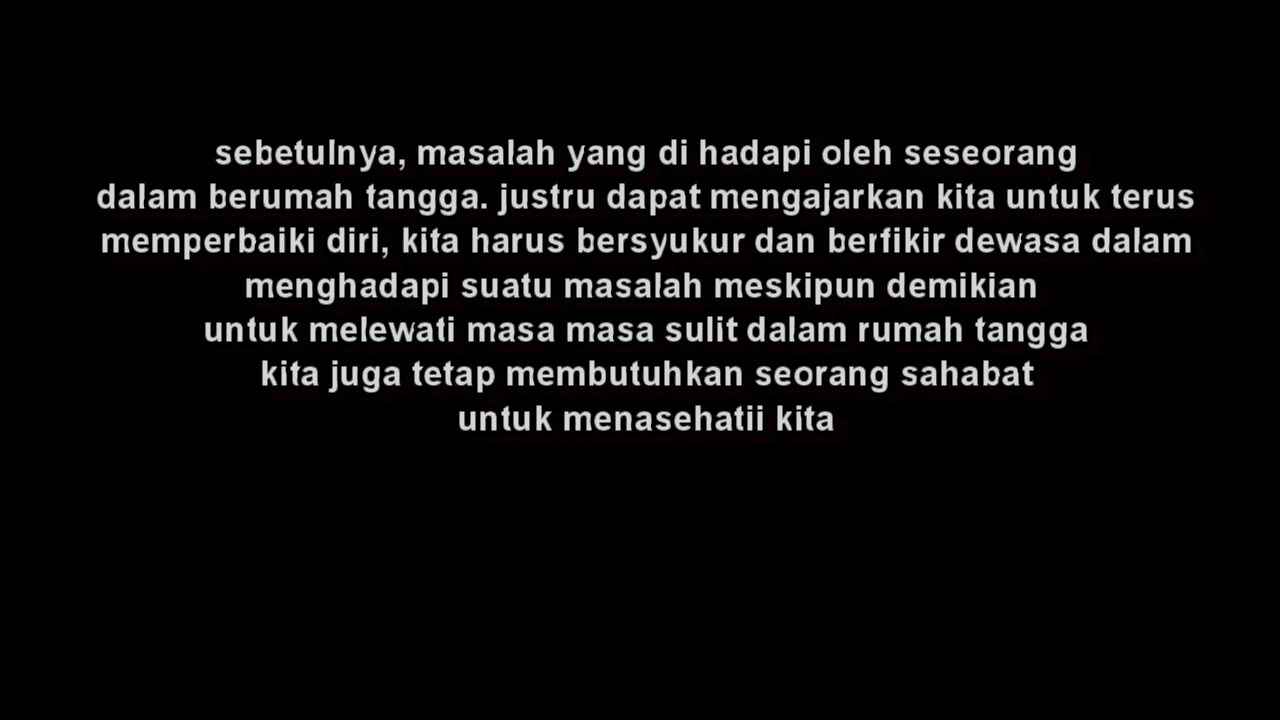 sebetulnya, masalah yang di hadapi oleh seseorang
dalam berumah tangga. justru dapat mengajarkan kita untuk terus
memperbaiki diri, kita harus bersyukur dan berfikir dewasa dalam
menghadapi suatu masalah meskipun demikian
untuk melewati masa masa sulit dalam rumah tangga
kita juga tetap membutuhkan seorang sahabat
untuk menasehatii kita